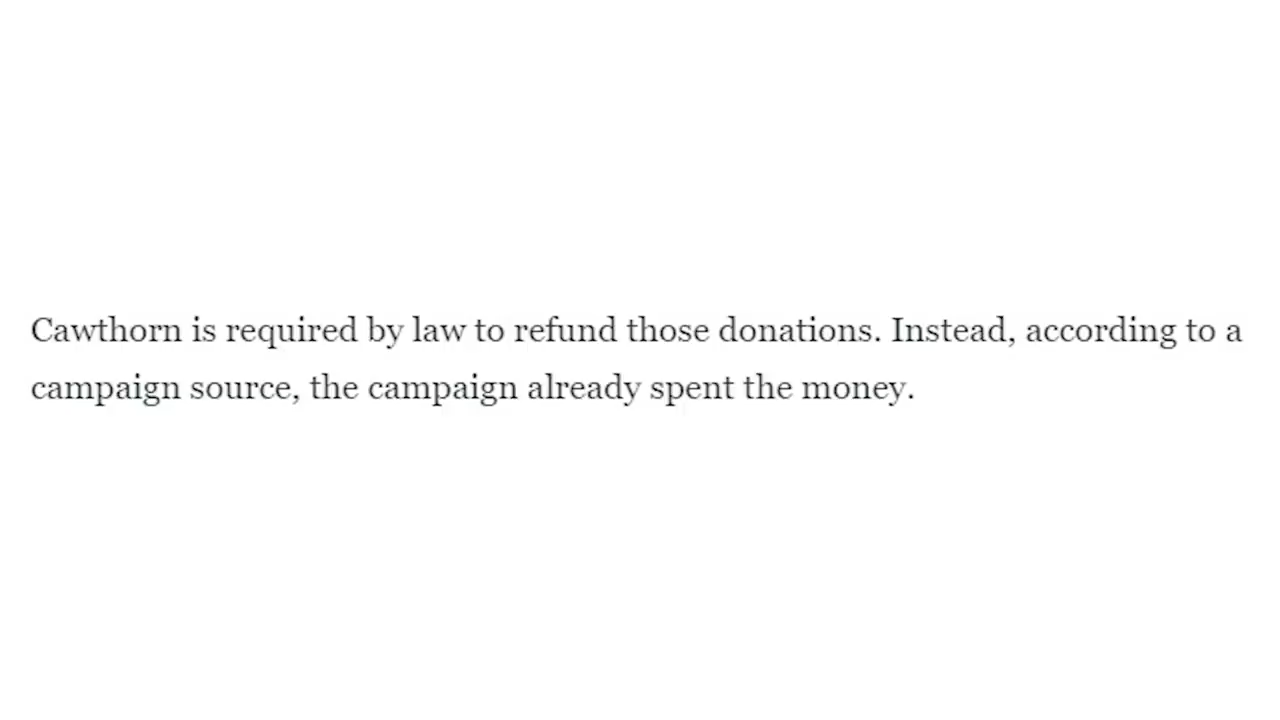 Cawthorn is required by law to refund those donations. Instead, according to a
campaign source, the campaign already spent the money.